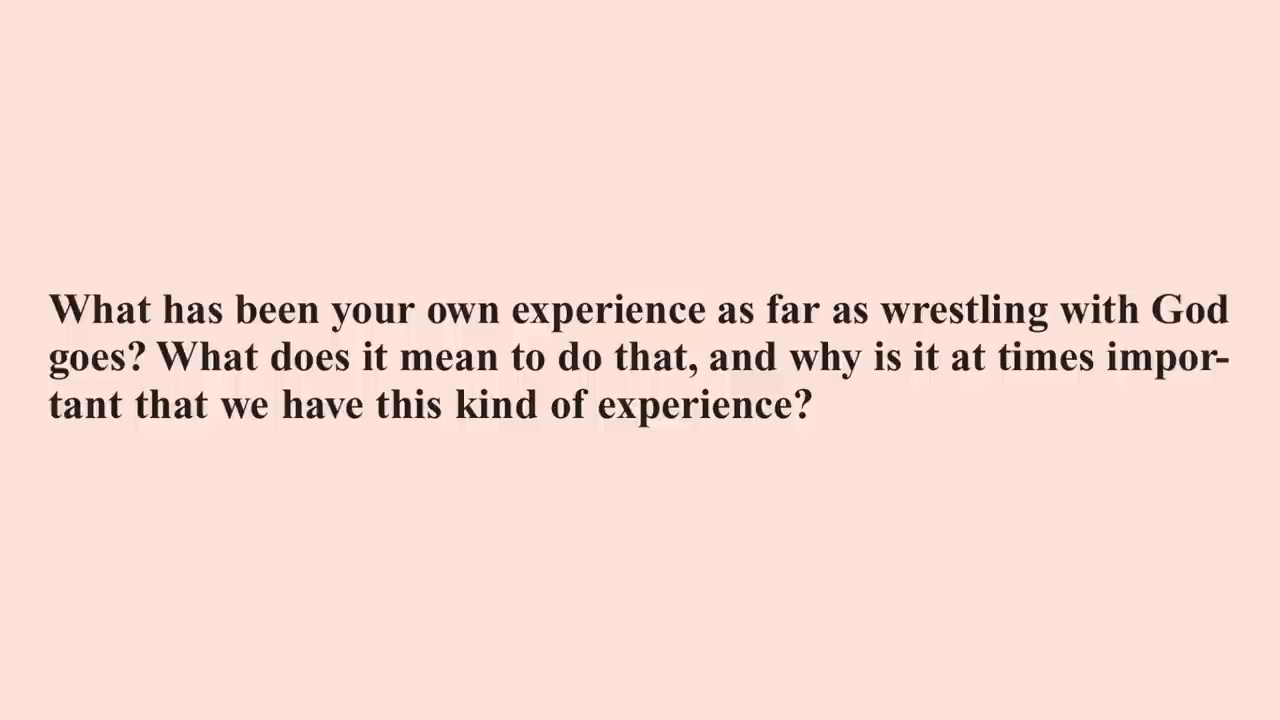 What has been your own experience as far as wrestling with God
goes? What does it mean to do that, and why is it at times impor-
tant that we have this kind of experience?